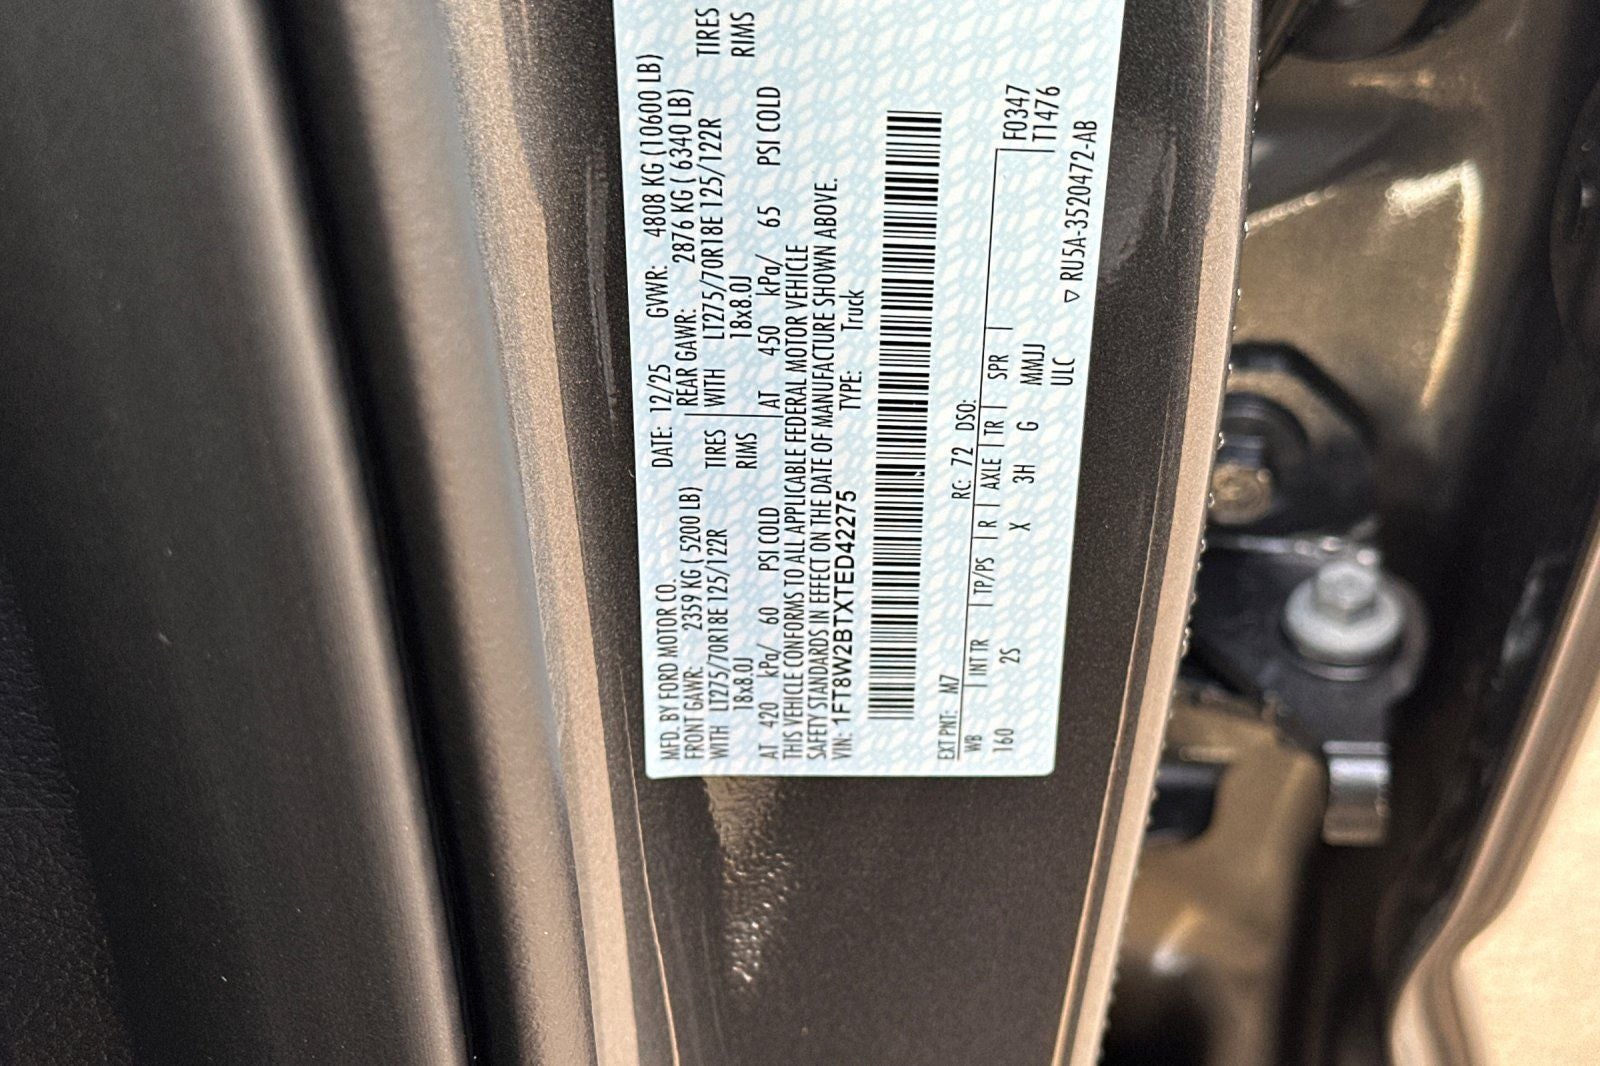 MFD. BY FORD MOTOR CO. DATE: 12/25 GVWR: 4808 KG (10600 LB)
FRONT GAWR: 2359 KG ( 5200 LB) REAR GAWR: 2876 KG ( 6340 LB)
WITH LT275/70R18E 125/122R TIRES WITH LT275/70R18E 125/122R TIRES
18x8.0J RIMS 18x8.0J RIMS
AT 420 kPa/ 60 PSI COLD AT 450 kPa/ 65 PSI COLD
THIS VEHICLE CONFORMS TO ALL APPLICABLE FEDERAL MOTOR VEHICLE
SAFETY STANDARDS IN EFFECT ON THE DATE OF MANUFACTURE SHOWN ABOVE.
VIN: 1FT8W2BTXTED42275 TYPE: Truck
EXT PNT: M7 RC: 72 DSO:
WB INT TR TP/PS R AXLE TR SPR F0347
160 2S X 3H G MMJJ T1476
ULC
▽ RU5A-3520472-AB